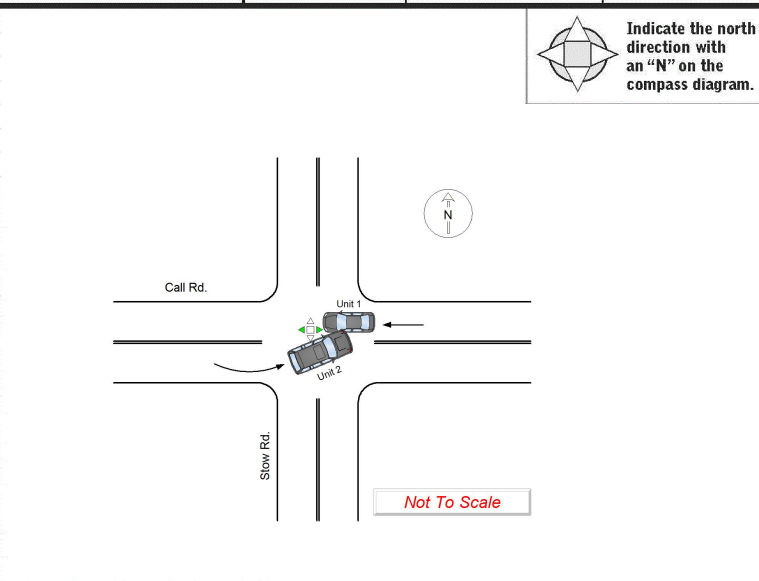 Indicate the north
direction with
an “N” on the
compass diagram.
N
Call Rd.
Unit 1
Unit 2
Stow Rd.
Not To Scale